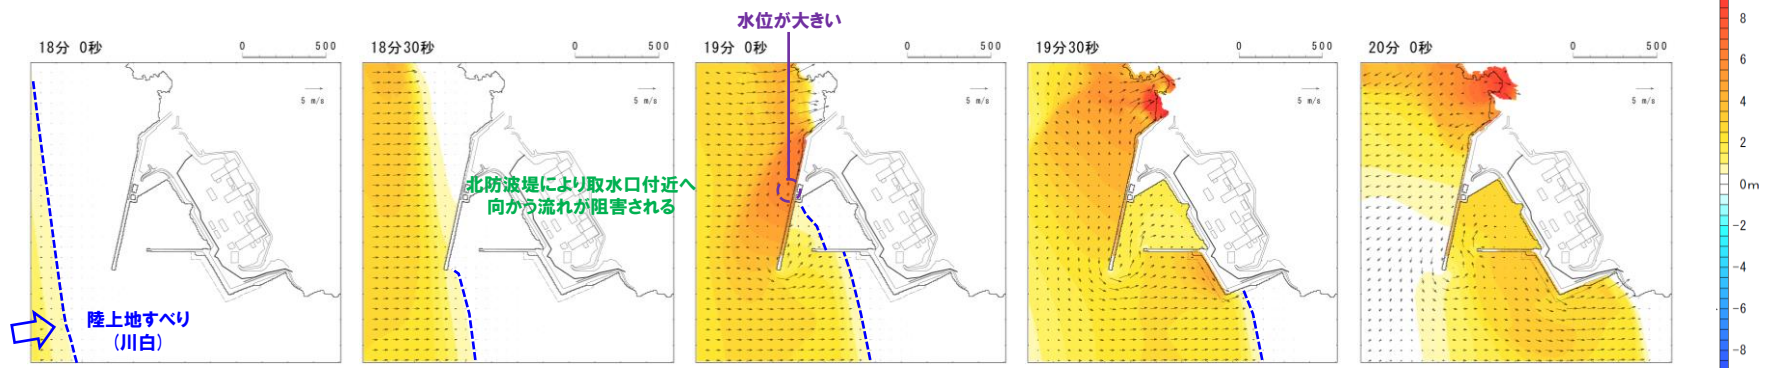 水位が大きい
18分 0秒
0 500
18分30秒
0 500
19分 0秒
0 500
19分30秒
0 500
20分 0秒
0 500
5 m/s
5 m/s
5 m/s
5 m/s
5 m/s
北防波堤により取水口付近へ
向かう流れが阻害される
陸上地すべり
(川白)
8
6
4
2
0m
-2
-4
-6
-8